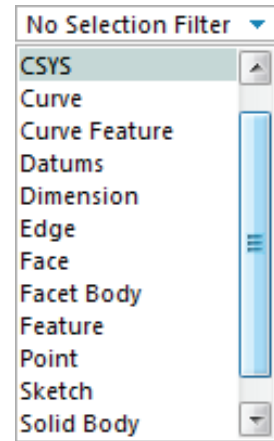 No Selection Filter
CSYS
Curve
Curve Feature
Datums
Dimension
Edge
Face
Facet Body
Feature
Point
Sketch
Solid Body